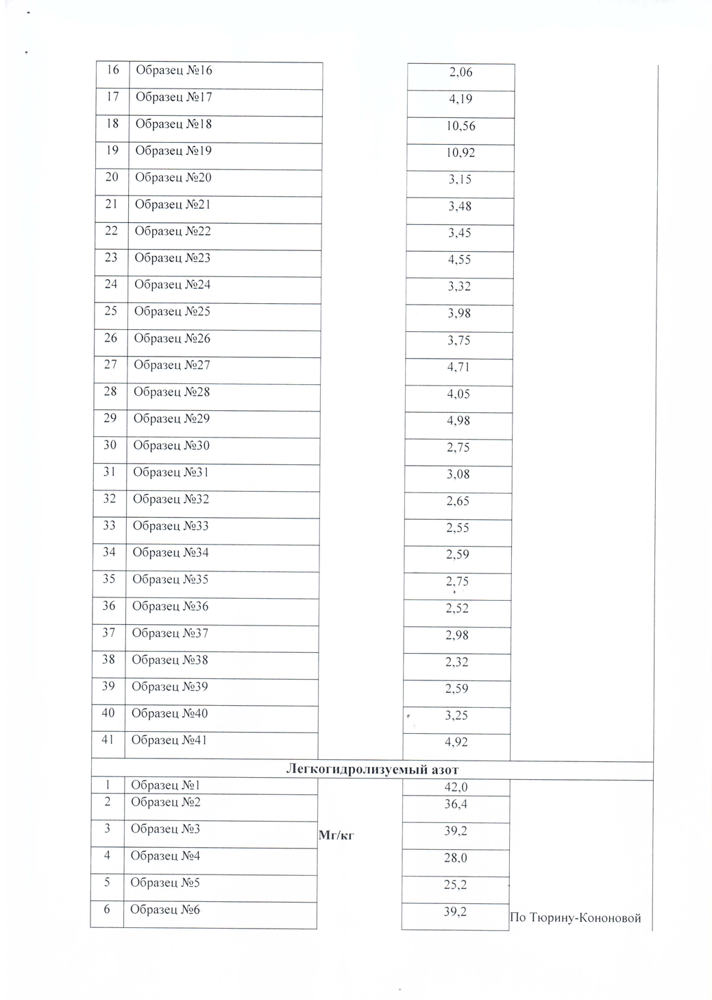 16 Образец №16 2,06
17 Образец №17 4,19
18 Образец №18 10,56
19 Образец №19 10,92
20 Образец №20 3,15
21 Образец №21 3,48
22 Образец №22 3,45
23 Образец №23 4,55
24 Образец №24 3,32
25 Образец №25 3,98
26 Образец №26 3,75
27 Образец №27 4,71
28 Образец №28 4,05
29 Образец №29 4,98
30 Образец №30 2,75
31 Образец №31 3,08
32 Образец №32 2,65
33 Образец №33 2,55
34 Образец №34 2,59
35 Образец №35 2,75
36 Образец №36 2,52
37 Образец №37 2,98
38 Образец №38 2,32
39 Образец №39 2,59
40 Образец №40 3,25
41 Образец №41 4,92
Легкогидролизуемый азот
1 Образец №1 42,0
2 Образец №2 36,4
3 Образец №3 Мг/кг 39,2
4 Образец №4 28,0
5 Образец №5 25,2
6 Образец №6 39,2 По Тюрину-Кононовой